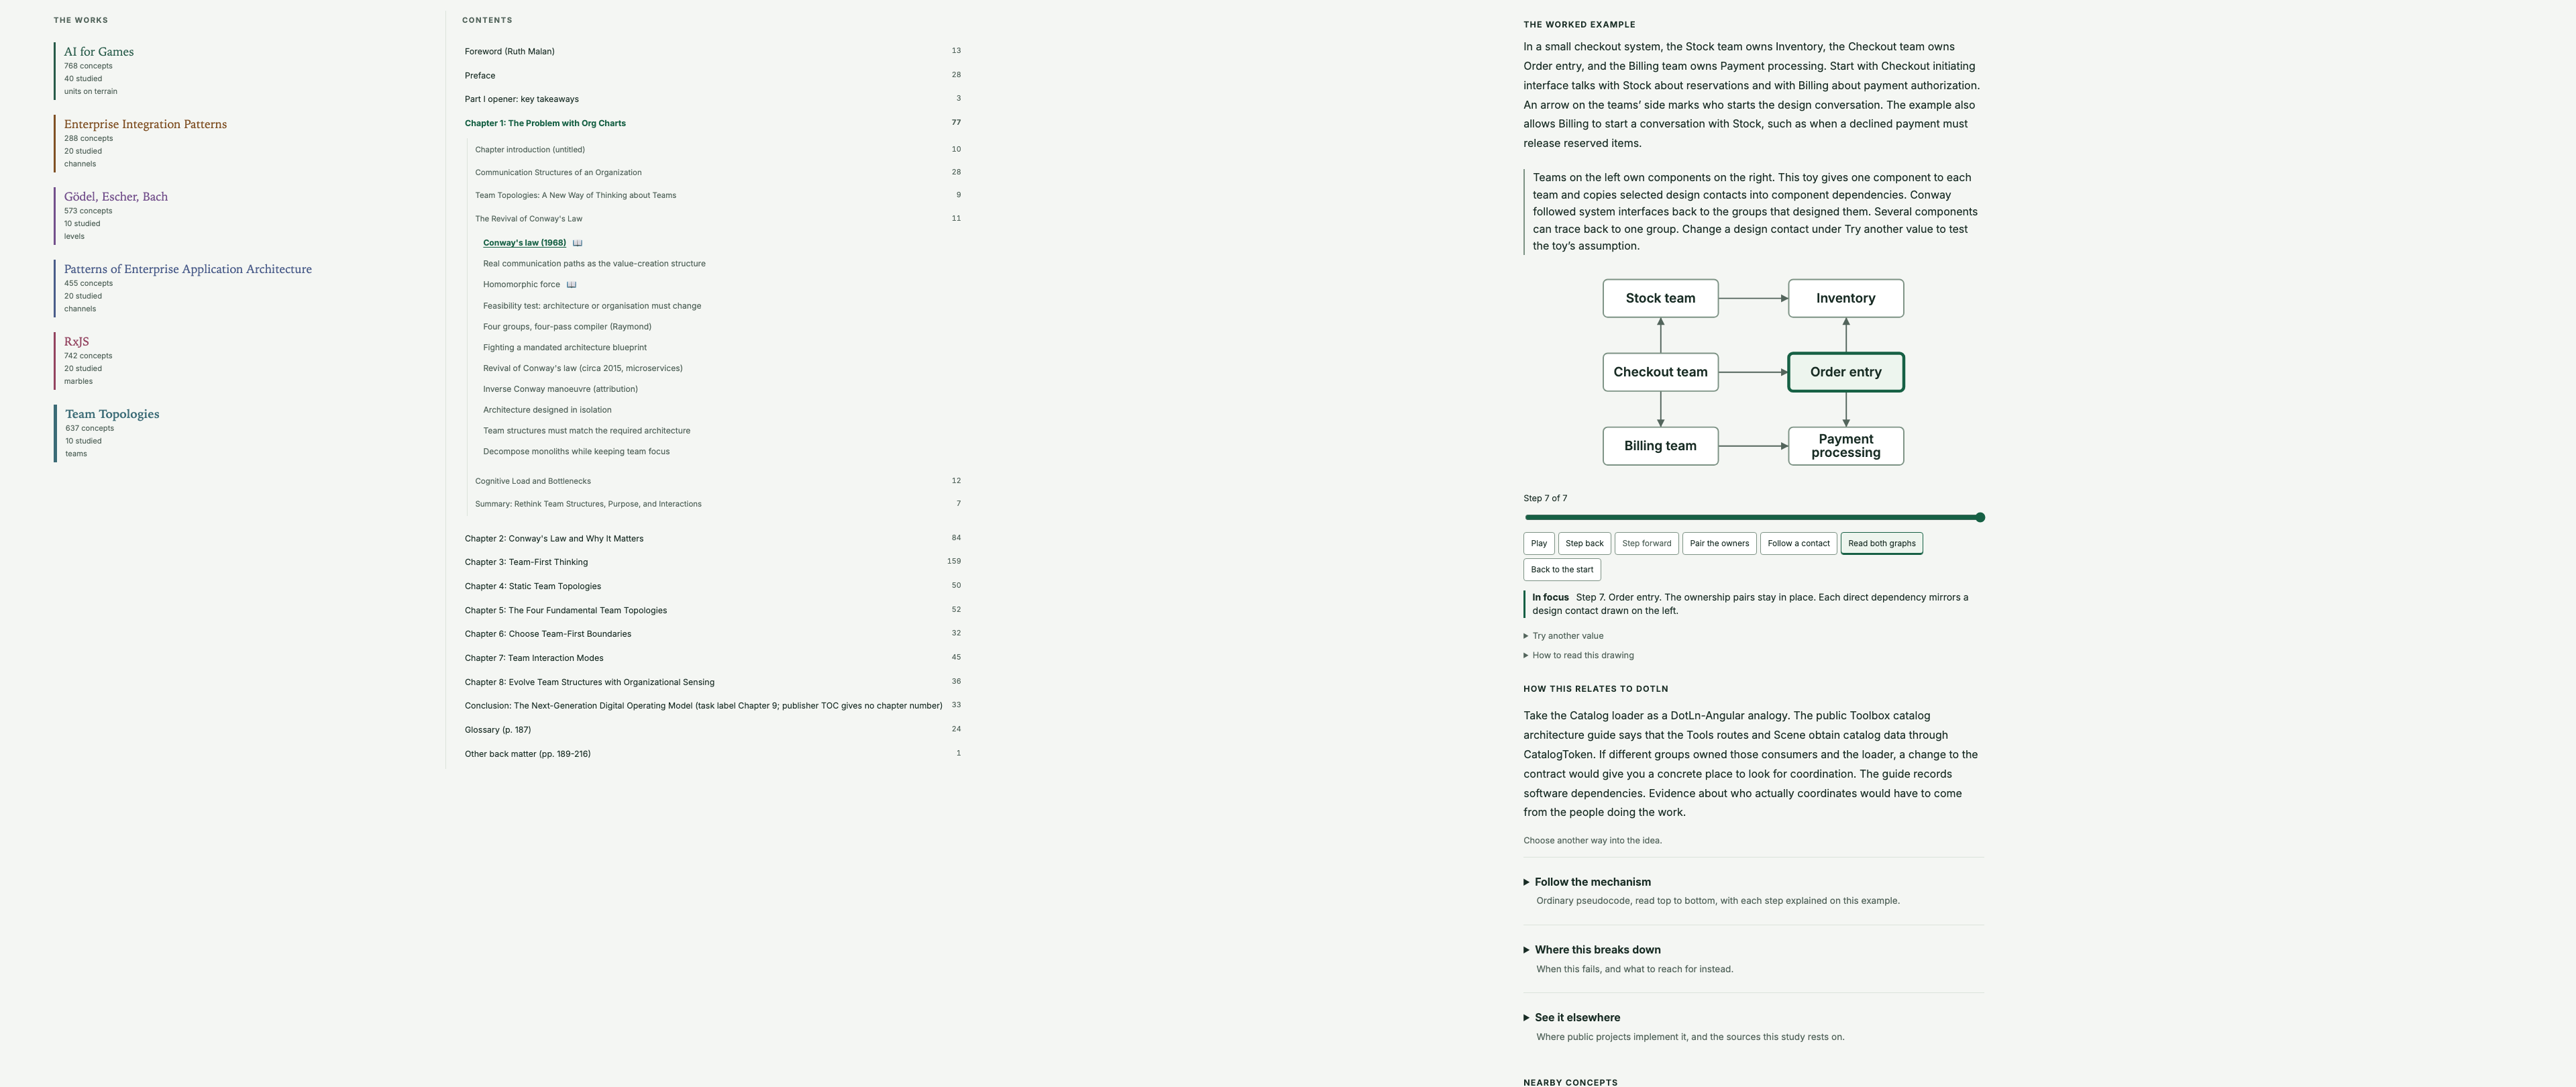 THE WORKS
AI for Games
768 concepts
40 studied
units on terrain
Enterprise Integration Patterns
288 concepts
20 studied
channels
Gödel, Escher, Bach
573 concepts
10 studied
levels
Patterns of Enterprise Application Architecture
455 concepts
20 studied
channels
RxJS
742 concepts
20 studied
marbles
Team Topologies
637 concepts
10 studied
teams
CONTENTS
Foreword (Ruth Malan) 13
Preface 28
Part I opener: key takeaways 3
Chapter 1: The Problem with Org Charts 77
Chapter introduction (untitled) 10
Communication Structures of an Organization 28
Team Topologies: A New Way of Thinking about Teams 9
The Revival of Conway's Law 11
Conway's law (1968)
Real communication paths as the value-creation structure
Homomorphic force
Feasibility test: architecture or organisation must change
Four groups, four-pass compiler (Raymond)
Fighting a mandated architecture blueprint
Revival of Conway's law (circa 2015, microservices)
Inverse Conway manoeuvre (attribution)
Architecture designed in isolation
Team structures must match the required architecture
Decompose monoliths while keeping team focus
Cognitive Load and Bottlenecks 12
Summary: Rethink Team Structures, Purpose, and Interactions 7
Chapter 2: Conway's Law and Why It Matters 84
Chapter 3: Team-First Thinking 159
Chapter 4: Static Team Topologies 50
Chapter 5: The Four Fundamental Team Topologies 52
Chapter 6: Choose Team-First Boundaries 32
Chapter 7: Team Interaction Modes 45
Chapter 8: Evolve Team Structures with Organizational Sensing 36
Conclusion: The Next-Generation Digital Operating Model (task label Chapter 9; publisher TOC gives no chapter number) 33
Glossary (p. 187) 24
Other back matter (pp. 189-216) 1
THE WORKED EXAMPLE
In a small checkout system, the Stock team owns Inventory, the Checkout team owns
Order entry, and the Billing team owns Payment processing. Start with Checkout initiating
interface talks with Stock about reservations and with Billing about payment authorization.
An arrow on the teams’ side marks who starts the design conversation. The example also
allows Billing to start a conversation with Stock, such as when a declined payment must
release reserved items.
Teams on the left own components on the right. This toy gives one component to each
team and copies selected design contacts into component dependencies. Conway
followed system interfaces back to the groups that designed them. Several components
can trace back to one group. Change a design contact under Try another value to test
the toy’s assumption.
Stock team Inventory
Checkout team Order entry
Billing team Payment
processing
Step 7 of 7
Play Step back Step forward Pair the owners Follow a contact Read both graphs
Back to the start
In focus Step 7. Order entry. The ownership pairs stay in place. Each direct dependency mirrors a
design contact drawn on the left.
Try another value
How to read this drawing
HOW THIS RELATES TO DOTLN
Take the Catalog loader as a DotLn-Angular analogy. The public Toolbox catalog
architecture guide says that the Tools routes and Scene obtain catalog data through
CatalogToken. If different groups owned those consumers and the loader, a change to the
contract would give you a concrete place to look for coordination. The guide records
software dependencies. Evidence about who actually coordinates would have to come
from the people doing the work.
Choose another way into the idea.
Follow the mechanism
Ordinary pseudocode, read top to bottom, with each step explained on this example.
Where this breaks down
When this fails, and what to reach for instead.
See it elsewhere
Where public projects implement it, and the sources this study rests on.
NEARBY CONCEPTS